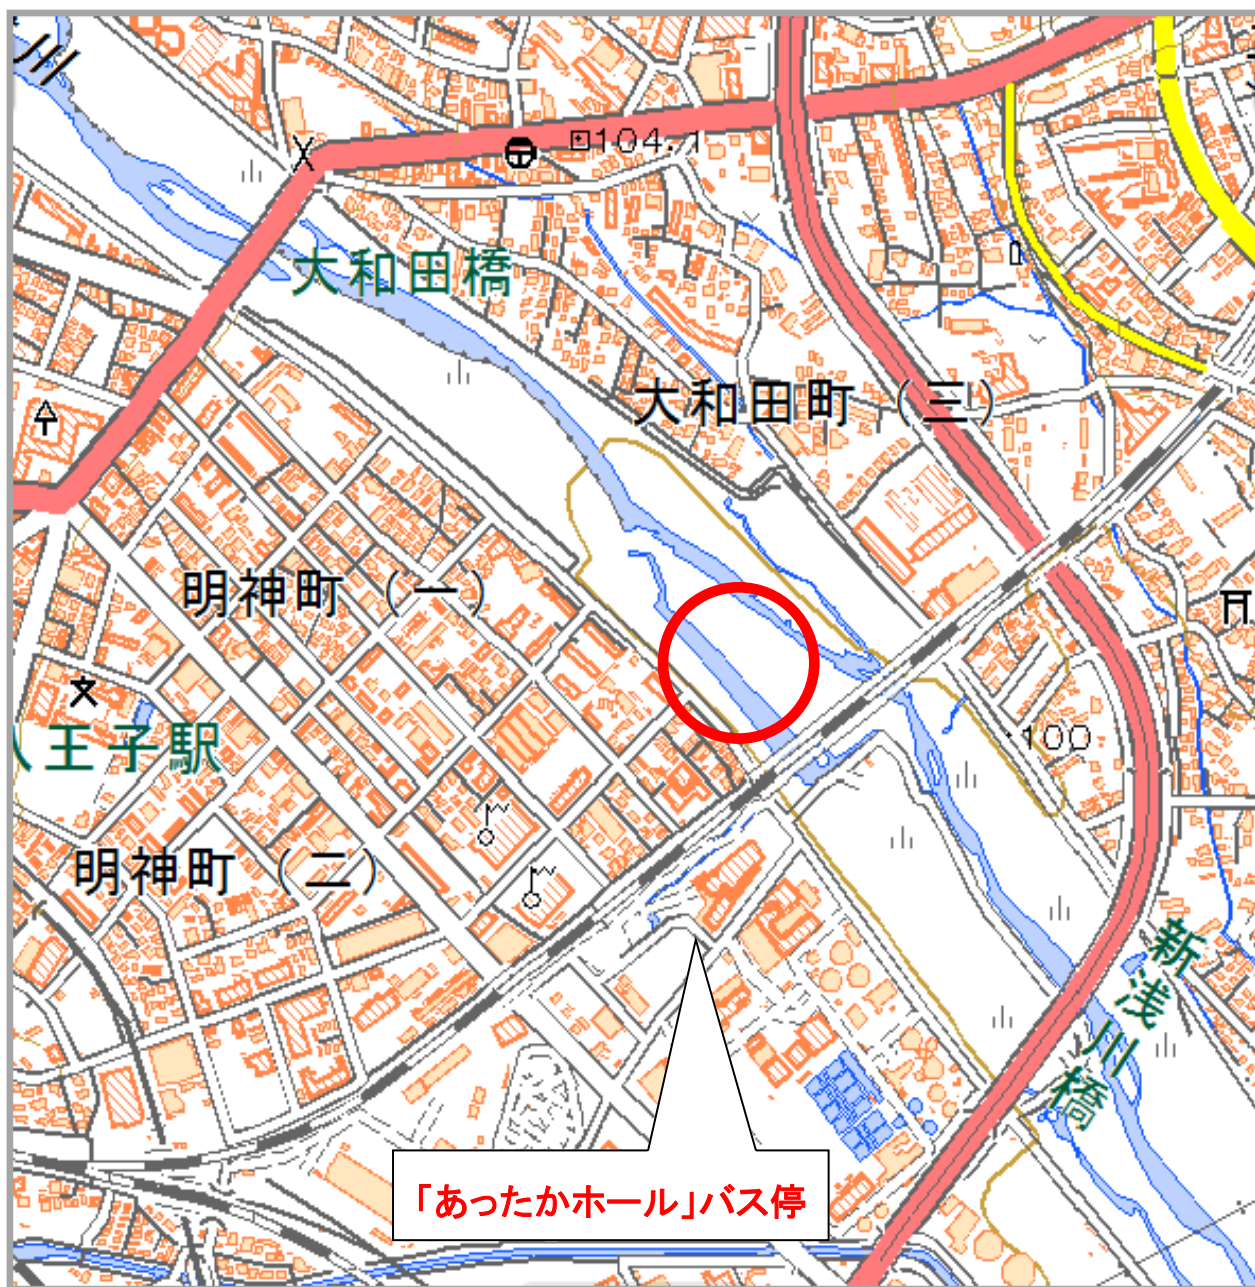 川
104.1
大和田橋
大和田町（三）
明神町（一）
王子駅
100
明神町（二）
新浅川橋
「あったかホール」バス停